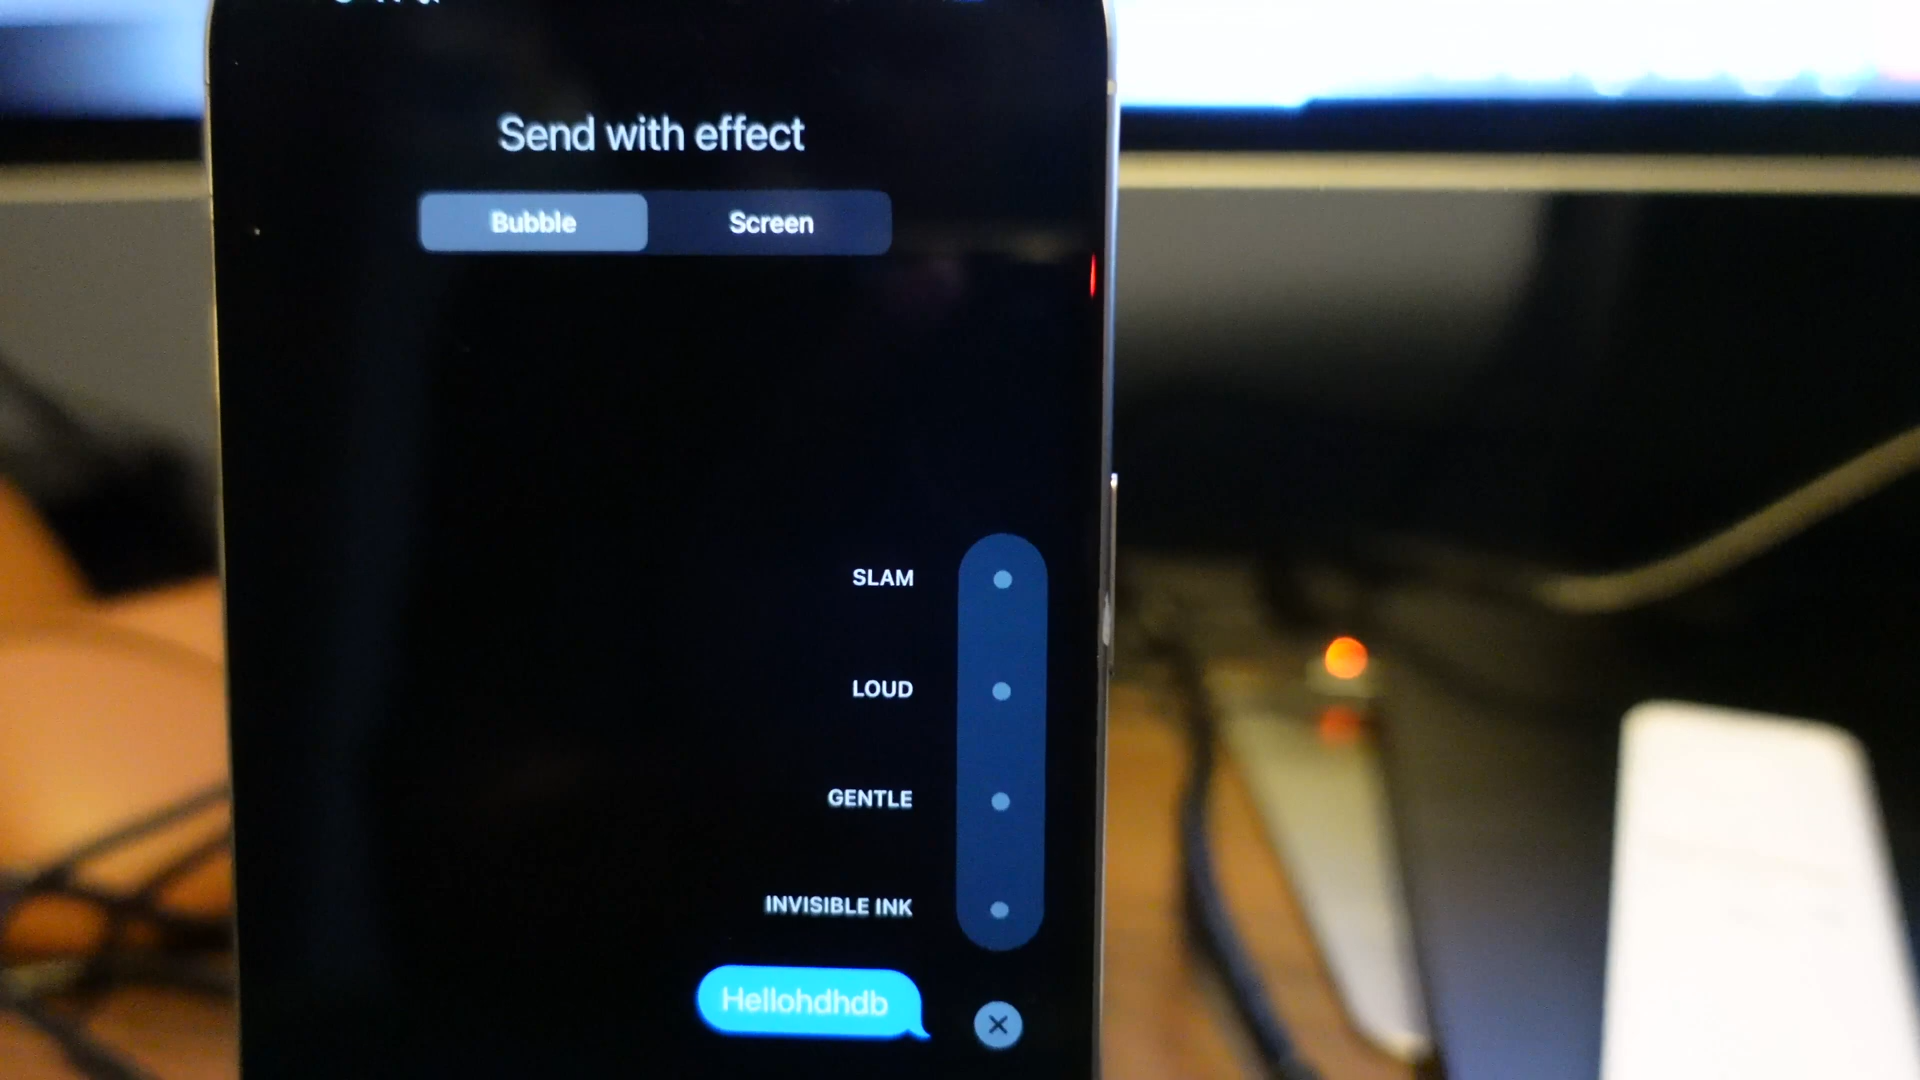 Send with effect
Bubble Screen
SLAM
LOUD
GENTLE
INVISIBLE INK
Hellohdhdb